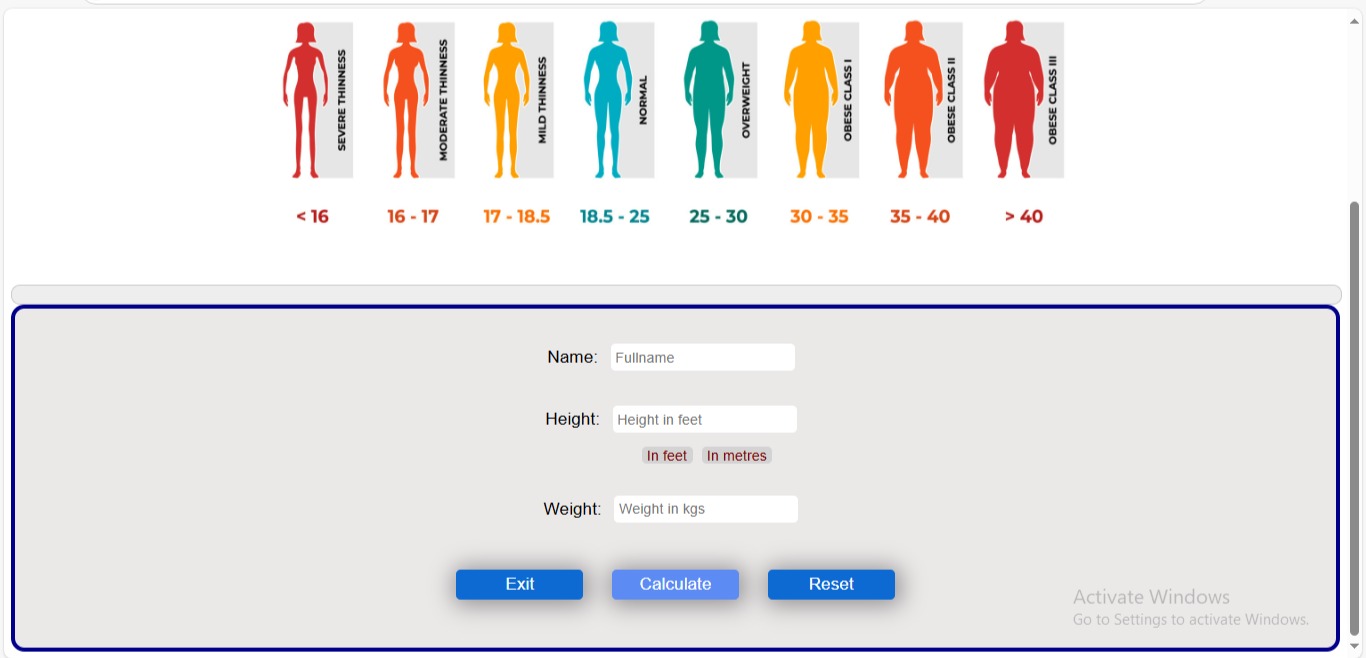 SEVERE THINNESS
MODERATE THINNESS
MILD THINNESS
NORMAL
OVERWEIGHT
OBESE CLASS I
OBESE CLASS II
OBESE CLASS III
< 16
16 - 17
17 - 18.5
18.5 - 25
25 - 30
30 - 35
35 - 40
> 40
Name: Fullname
Height: Height in feet
In feet In metres
Weight: Weight in kgs
Exit Calculate Reset
Activate Windows
Go to Settings to activate Windows.